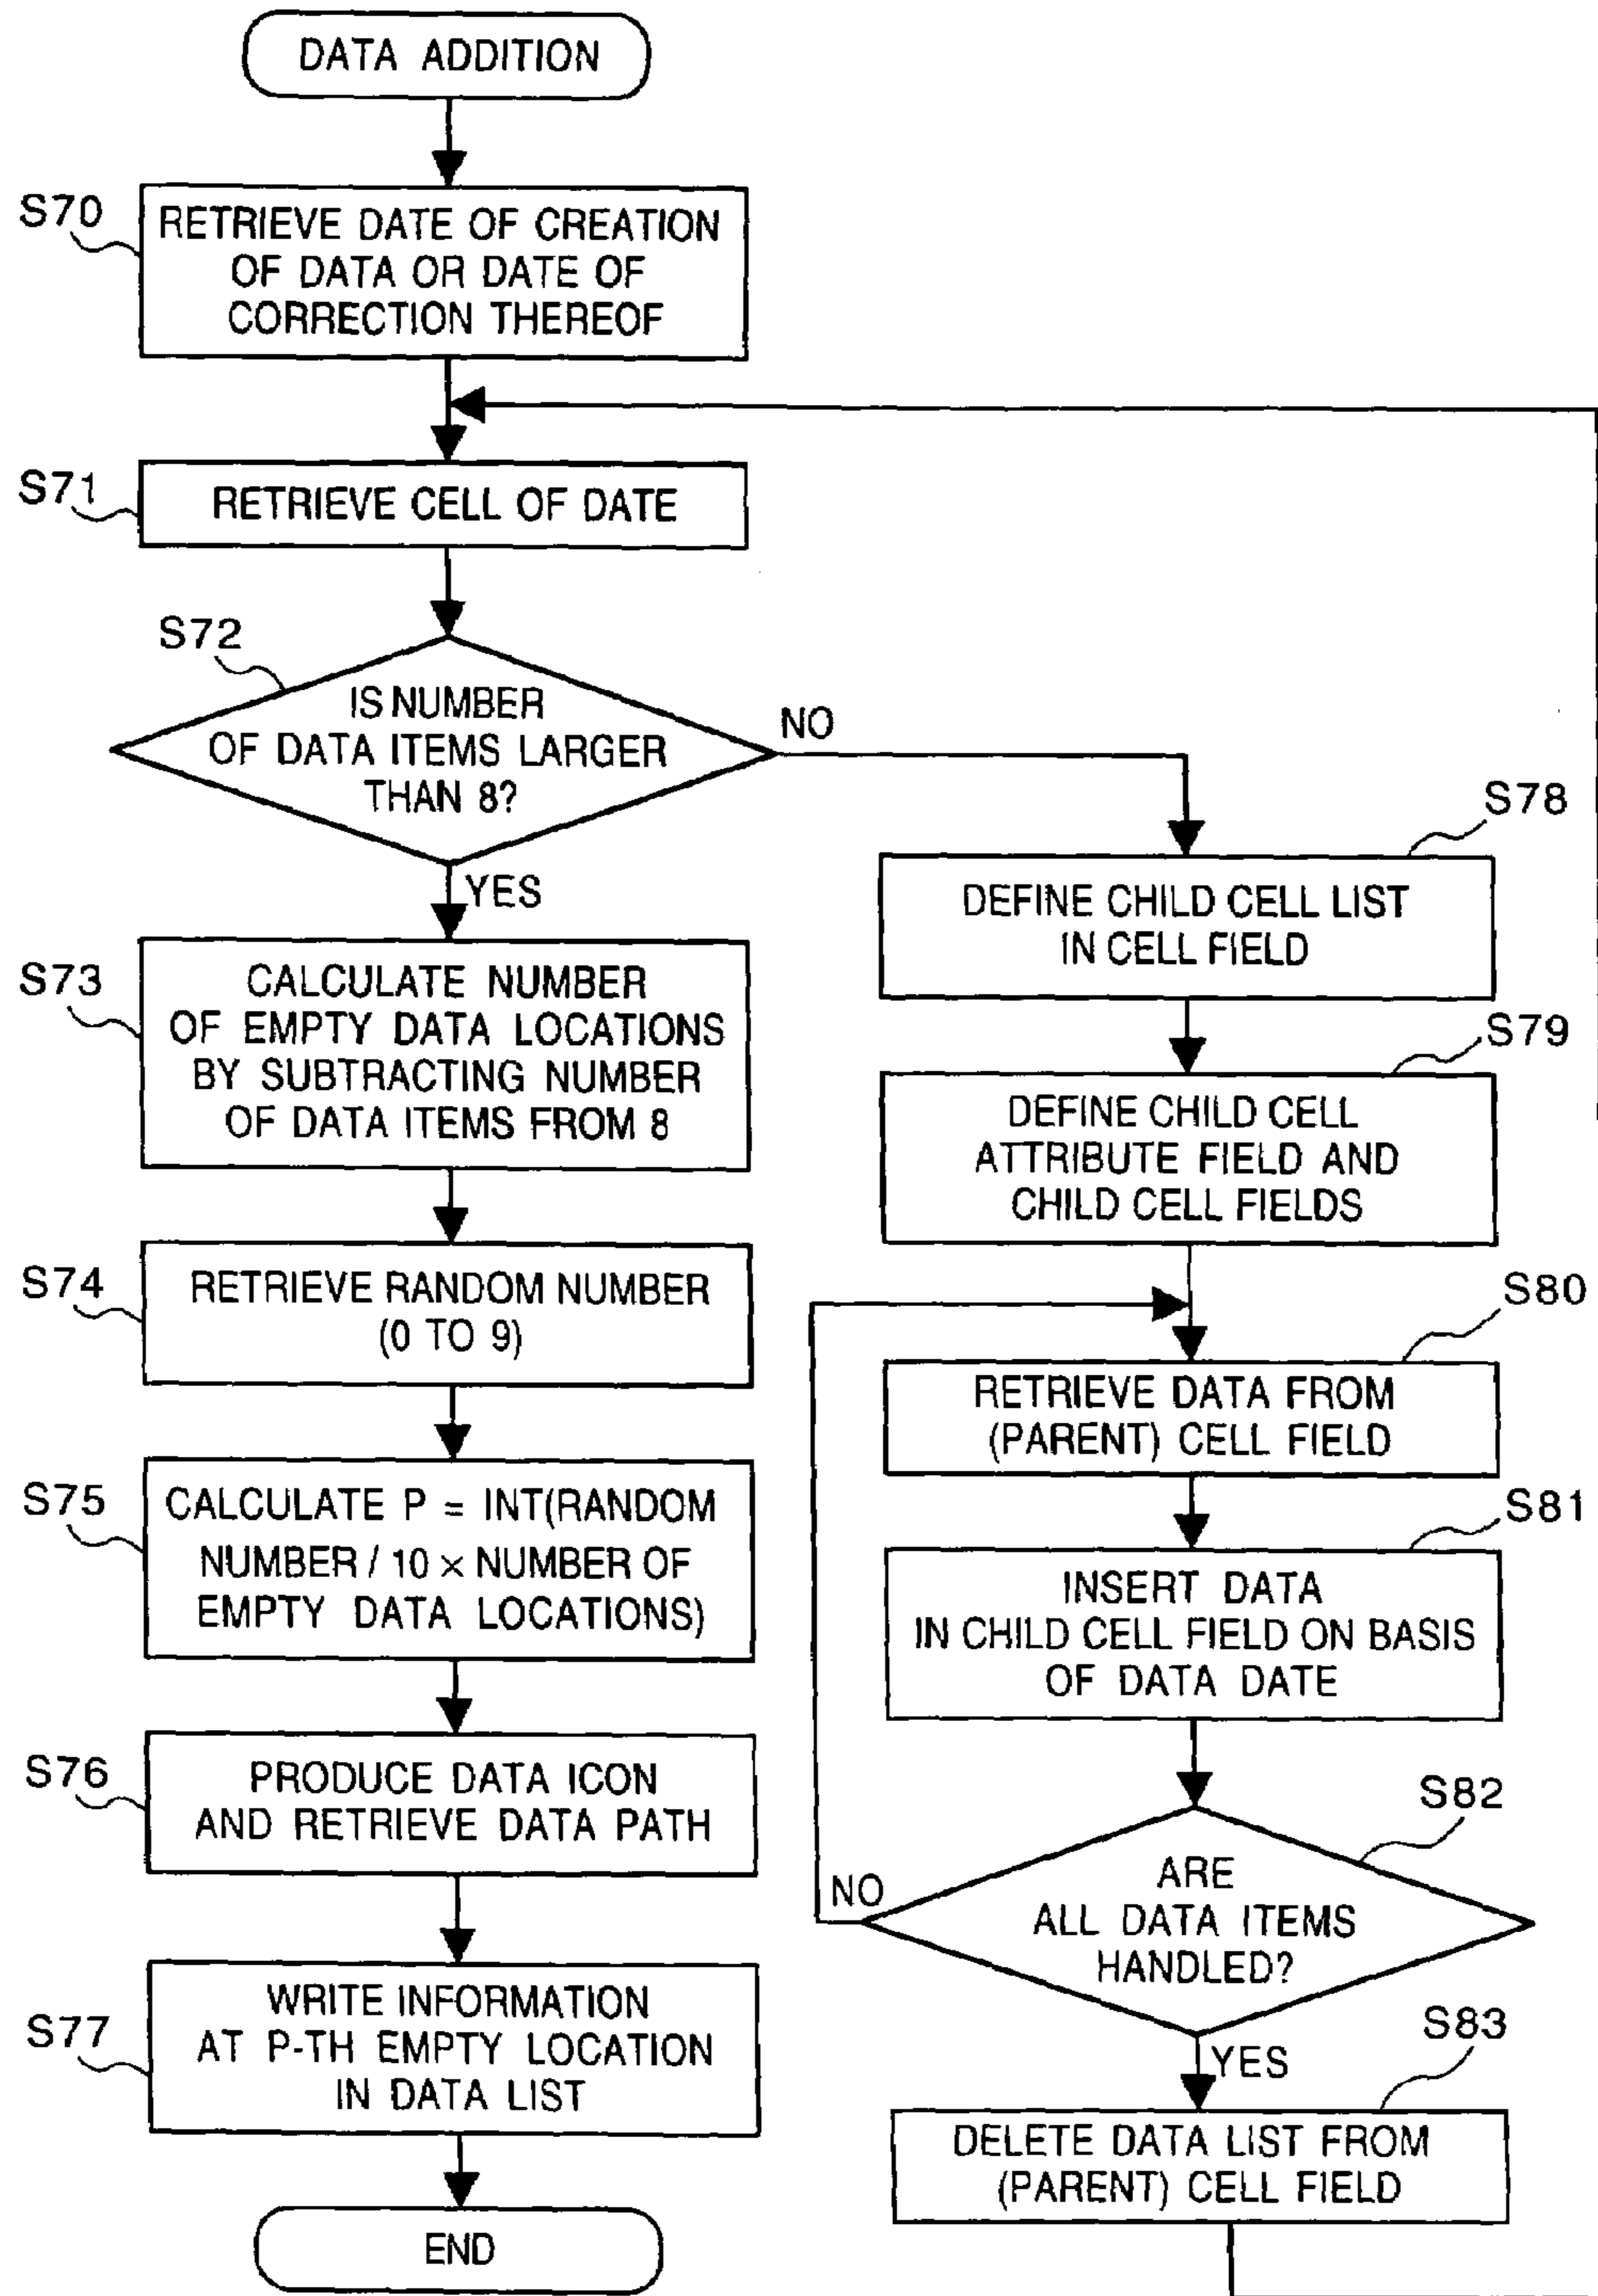 DATA ADDITION
S70
RETRIEVE DATE OF CREATION
OF DATA OR DATE OF
CORRECTION THEREOF
S71
RETRIEVE CELL OF DATE
S72
IS NUMBER
OF DATA ITEMS LARGER
THAN 8?
NO
YES
S73
CALCULATE NUMBER
OF EMPTY DATA LOCATIONS
BY SUBTRACTING NUMBER
OF DATA ITEMS FROM 8
S74
RETRIEVE RANDOM NUMBER
(0 TO 9)
S75
CALCULATE P = INT(RANDOM
NUMBER / 10 × NUMBER OF
EMPTY DATA LOCATIONS)
S76
PRODUCE DATA ICON
AND RETRIEVE DATA PATH
S77
WRITE INFORMATION
AT P-TH EMPTY LOCATION
IN DATA LIST
END
S78
DEFINE CHILD CELL LIST
IN CELL FIELD
S79
DEFINE CHILD CELL
ATTRIBUTE FIELD AND
CHILD CELL FIELDS
S80
RETRIEVE DATA FROM
(PARENT) CELL FIELD
S81
INSERT DATA
IN CHILD CELL FIELD ON BASIS
OF DATA DATE
S82
ARE
ALL DATA ITEMS
HANDLED?
NO
YES
S83
DELETE DATA LIST FROM
(PARENT) CELL FIELD